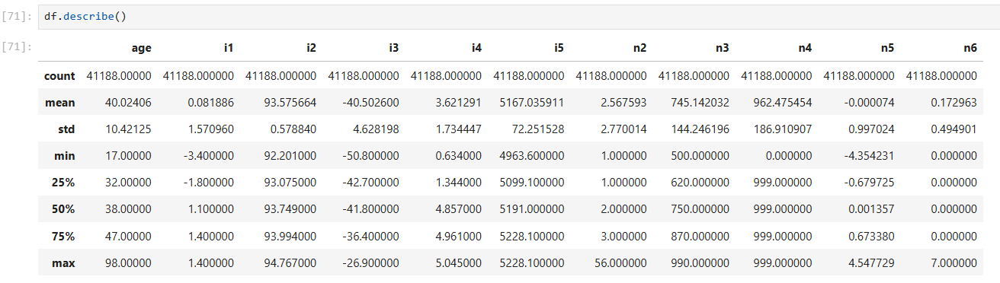 [71]: df.describe()
[71]: age i1 i2 i3 i4 i5 n2 n3 n4 n5 n6
count 41188.00000 41188.000000 41188.000000 41188.000000 41188.000000 41188.000000 41188.000000 41188.000000 41188.000000 41188.000000 41188.000000
mean 40.02406 0.081886 93.575664 -40.502600 3.621291 5167.035911 2.567593 745.142032 962.475454 -0.000074 0.172963
std 10.42125 1.570960 0.578840 4.628198 1.734447 72.251528 2.770014 144.246196 186.910907 0.997024 0.494901
min 17.00000 -3.400000 92.201000 -50.800000 0.634000 4963.600000 1.000000 500.000000 0.000000 -4.354231 0.000000
25% 32.00000 -1.800000 93.075000 -42.700000 1.344000 5099.100000 1.000000 620.000000 999.000000 -0.679725 0.000000
50% 38.00000 1.100000 93.749000 -41.800000 4.857000 5191.000000 2.000000 750.000000 999.000000 0.001357 0.000000
75% 47.00000 1.400000 93.994000 -36.400000 4.961000 5228.100000 3.000000 870.000000 999.000000 0.673380 0.000000
max 98.00000 1.400000 94.767000 -26.900000 5.045000 5228.100000 56.000000 990.000000 999.000000 4.547729 7.000000